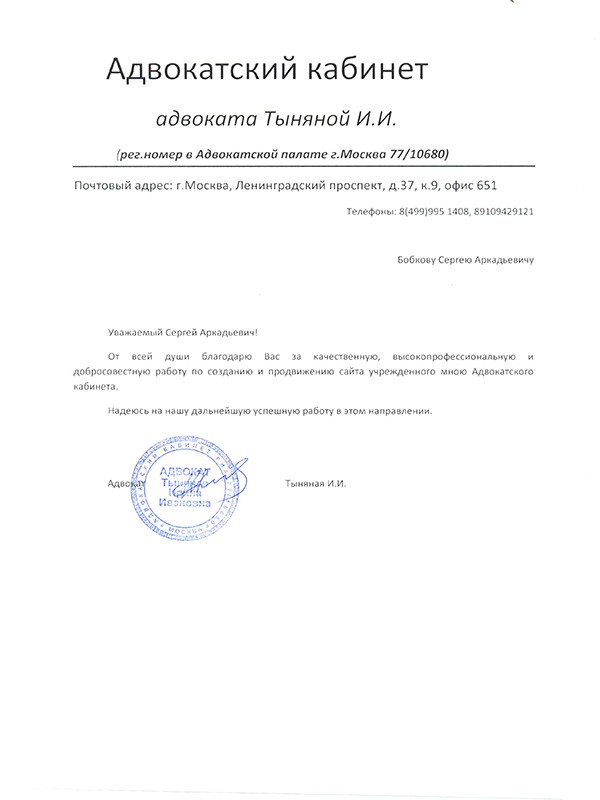 Адвокатский кабинет
адвоката Тыняной И.И.
(рег.номер в Адвокатской палате г.Москва 77/10680)
Почтовый адрес: г.Москва, Ленинградский проспект, д.37, к.9, офис 651
Телефоны: 8(499)995 1408, 89109429121
Бобкову Сергею Аркадьевичу
Уважаемый Сергей Аркадьевич!
От всей души благодарю Вас за качественную, высокопрофессиональную и
добросовестную работу по созданию и продвижению сайта учрежденного мною Адвокатского
кабинета.
Надеюсь на нашу дальнейшую успешную работу в этом направлении.
Адвокат Тыняная И.И.
АДВОКАТ
Тыняная
Ирина
Ивановна
АДВОКАТСКИЙ КАБИНЕТ
МОСКВА